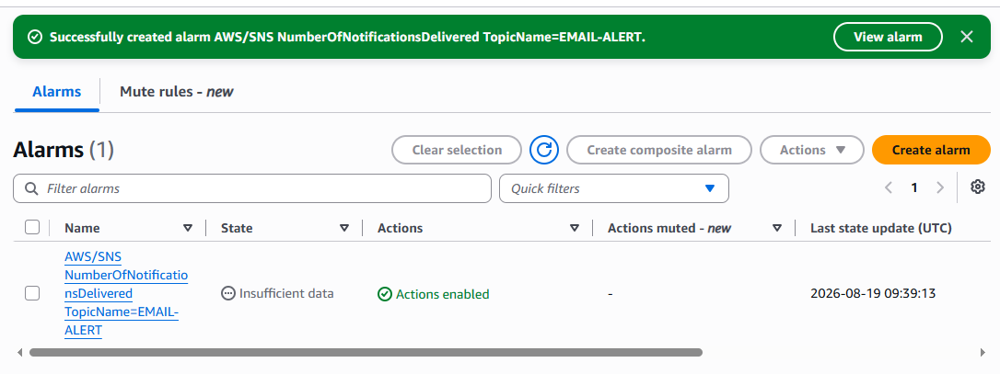 Successfully created alarm AWS/SNS NumberOfNotificationsDelivered TopicName=EMAIL-ALERT.
View alarm
Alarms
Mute rules - new
Alarms (1)
Clear selection
Create composite alarm
Actions
Create alarm
Filter alarms
Quick filters
1
Name
State
Actions
Actions muted - new
Last state update (UTC)
AWS/SNS
NumberOfNotificatio
nsDelivered
TopicName=EMAIL-
ALERT
Insufficient data
Actions enabled
-
2026-08-19 09:39:13